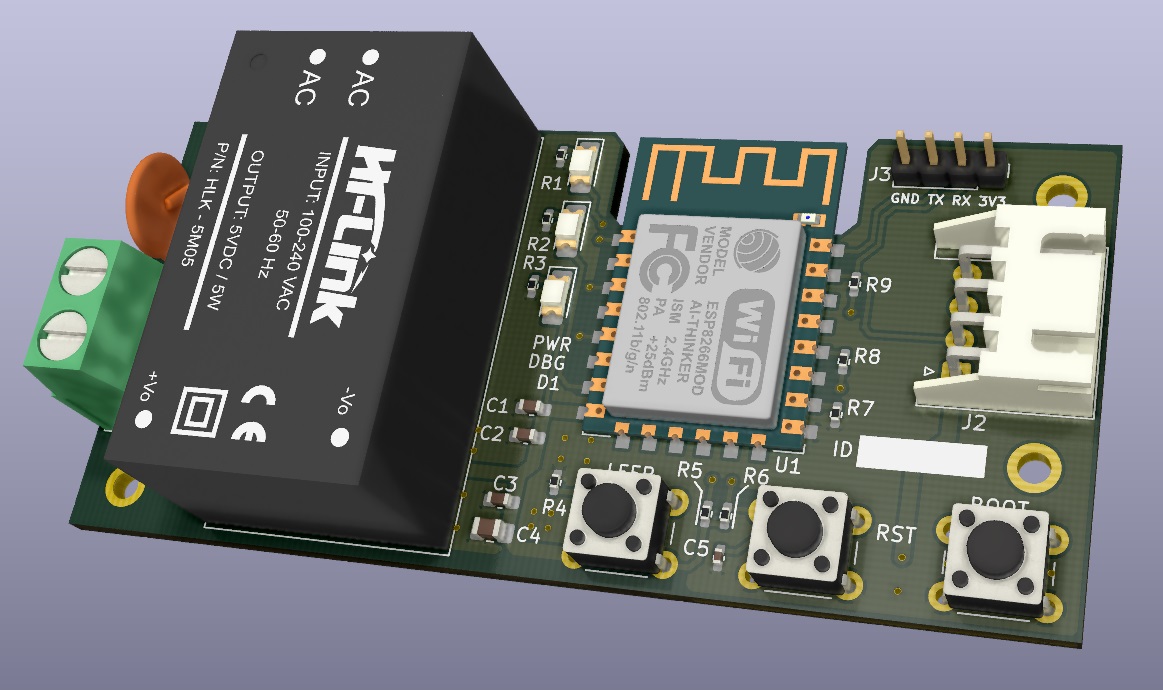 AC
AC
HI-LINK
INPUT: 100-240 VAC
50-60 Hz
OUTPUT: 5VDC / 5W
P/N: HLK - 5M05
+Vo
-Vo
CE
R1
R2
R3
PWR
DBG
D1
C1
C2
C3
C4
R4
R5
R6
C5
U1
MODEL
VENDOR
ESP8266MOD
AI-THINKER
ISM 2.4GHz
PA +25dBm
802.11b/g/n
FCC
WiFi
J3
GND TX RX 3V3
R9
R8
R7
J2
ID
RST
BOOT